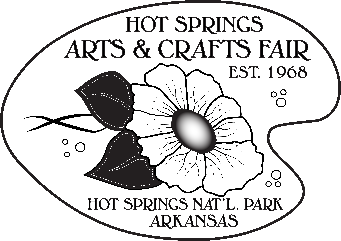 HOT SPRINGS
ARTS & CRAFTS FAIR
EST. 1968
HOT SPRINGS NAT'L. PARK
ARKANSAS